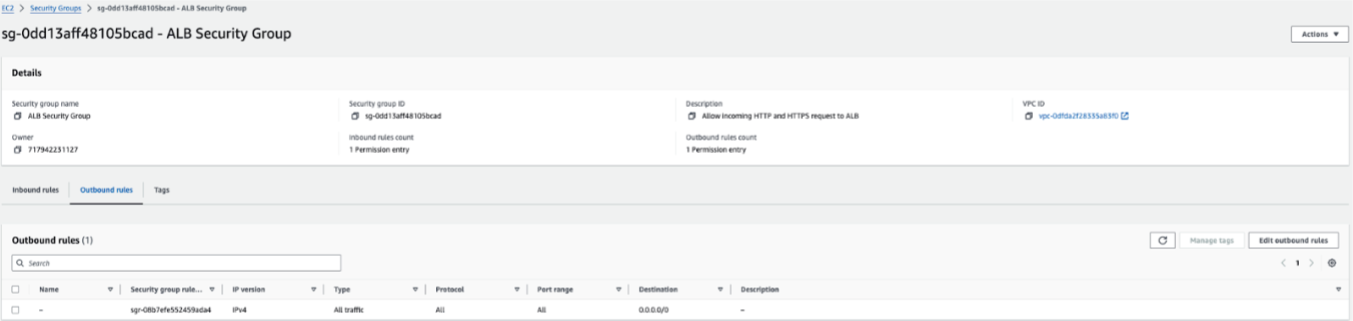 EC2 > Security Groups > sg-0dd13aff48105bcad - ALB Security Group
sg-0dd13aff48105bcad - ALB Security Group
Actions
Details
Security group name Security group ID Description VPC ID
ALB Security Group sg-0dd13aff48105bcad Allow incoming HTTP and HTTPS request to ALB vpc-0dfda2f28335a83f0
Owner Inbound rules count Outbound rules count
717942231127 1 Permission entry 1 Permission entry
Inbound rules Outbound rules Tags
Outbound rules (1) Manage tags Edit outbound rules
Search < 1 >
Name Security group rule... IP version Type Protocol Port range Destination Description
- sgr-08b7efe552459ada4 IPv4 All traffic All All 0.0.0.0/0 -